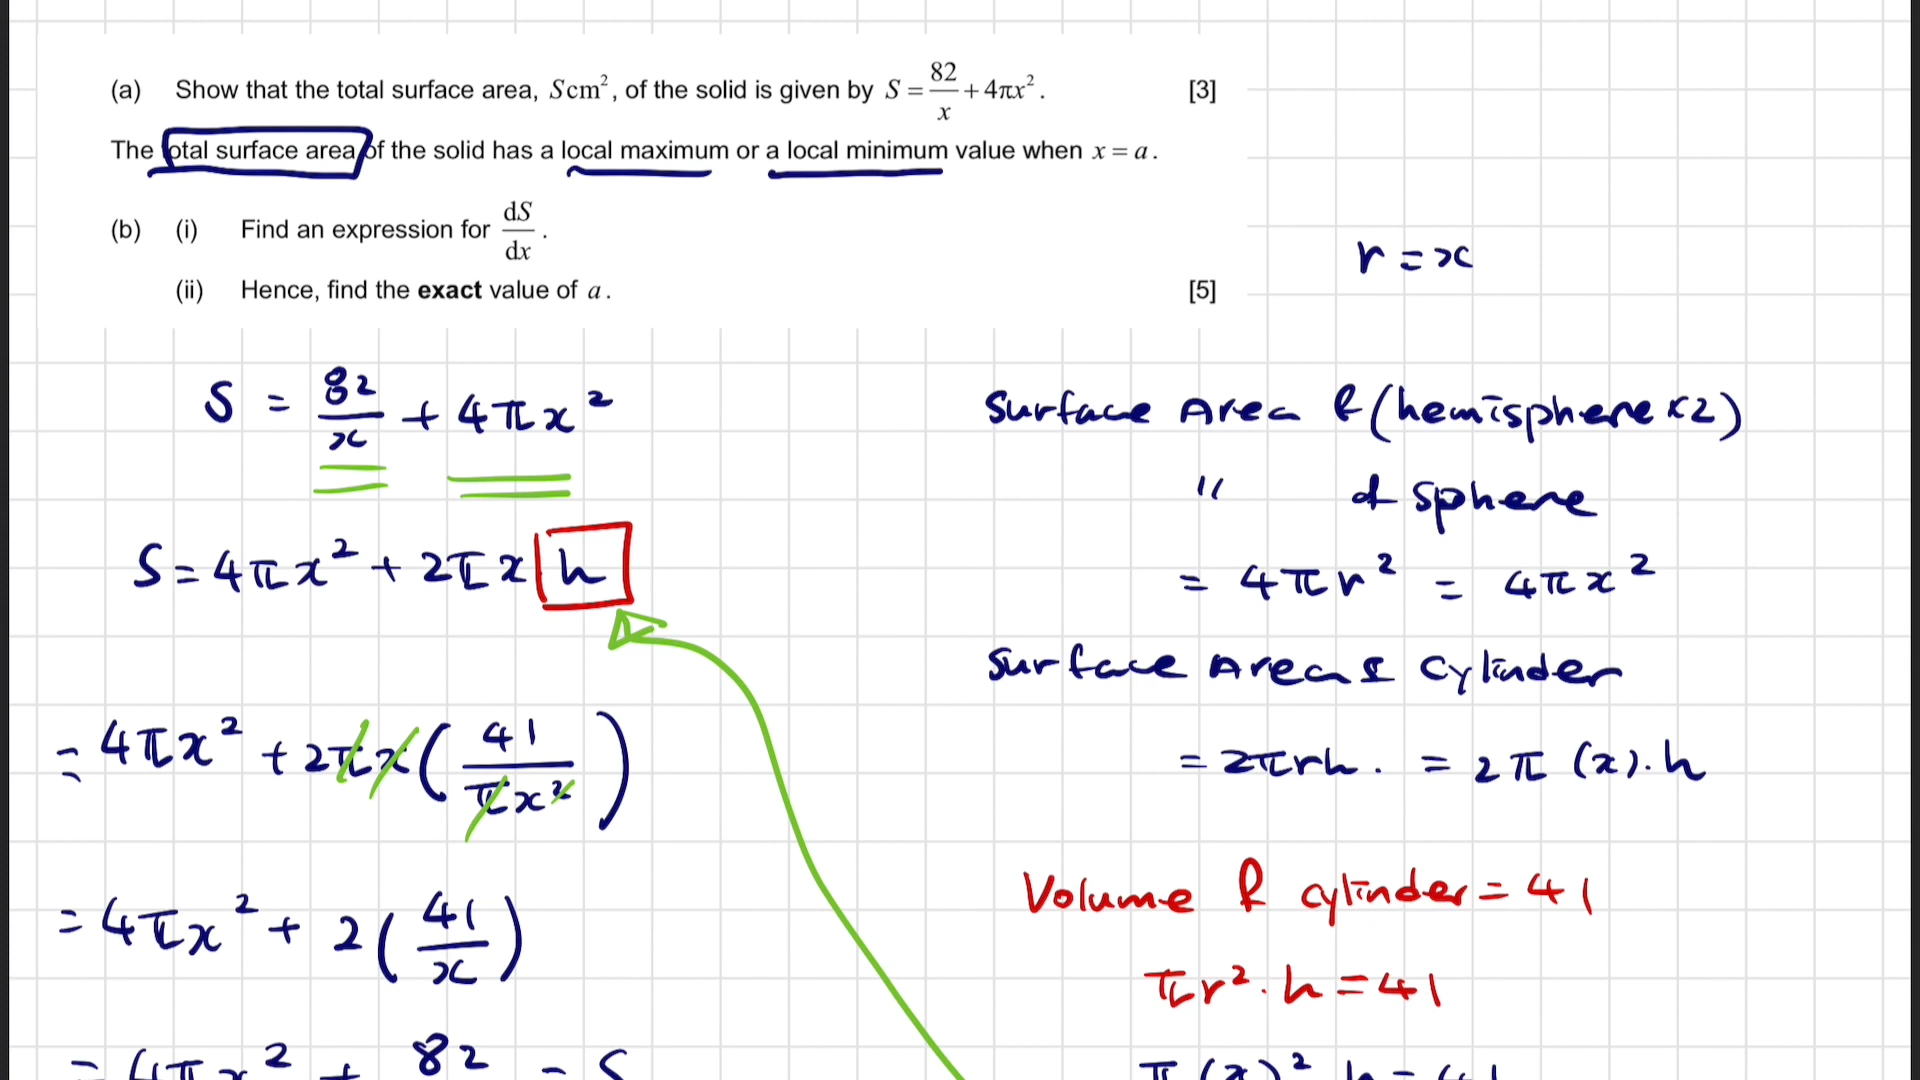 (a) Show that the total surface area, S cm², of the solid is given by S = 82/x + 4πx². [3]
The total surface area of the solid has a local maximum or a local minimum value when x = a.
(b) (i) Find an expression for dS/dx.
(ii) Hence, find the exact value of a. [5]
r = x
S = 82/x + 4πx²
S = 4πx² + 2πx h
= 4πx² + 2πx (41/πx²)
= 4πx² + 2(41/x)
= 4πx² + 82 = S
Surface Area of (hemisphere x2)
" of sphere
= 4πr² = 4πx²
Surface Area of cylinder
= 2πrh. = 2π (x).h
Volume of cylinder = 41
πr².h = 41
π(x)² h = 41